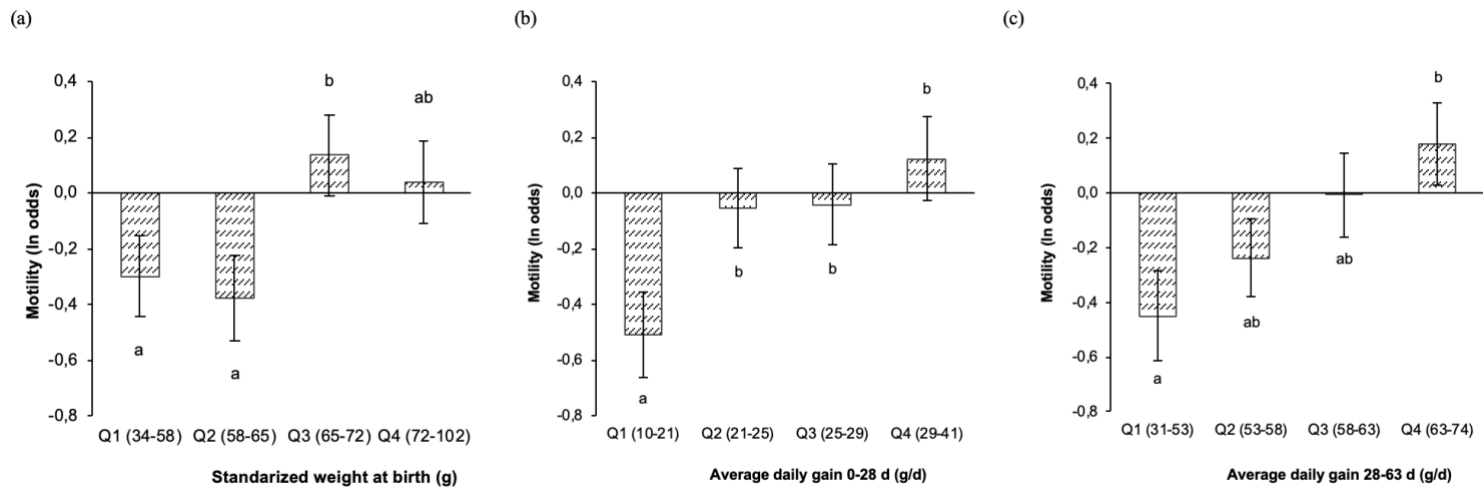 (a)
(b)
(c)
0,4
0,2
0,0
-0,2
-0,4
-0,6
-0,8
Motility (ln odds)
b
ab
a
a
Q1 (34-58) Q2 (58-65) Q3 (65-72) Q4 (72-102)
Standarized weight at birth (g)
0,4
0,2
0,0
-0,2
-0,4
-0,6
-0,8
Motility (ln odds)
b
b
b
a
Q1 (10-21) Q2 (21-25) Q3 (25-29) Q4 (29-41)
Average daily gain 0-28 d (g/d)
0,4
0,2
0,0
-0,2
-0,4
-0,6
-0,8
Motility (ln odds)
b
ab
ab
a
Q1 (31-53) Q2 (53-58) Q3 (58-63) Q4 (63-74)
Average daily gain 28-63 d (g/d)